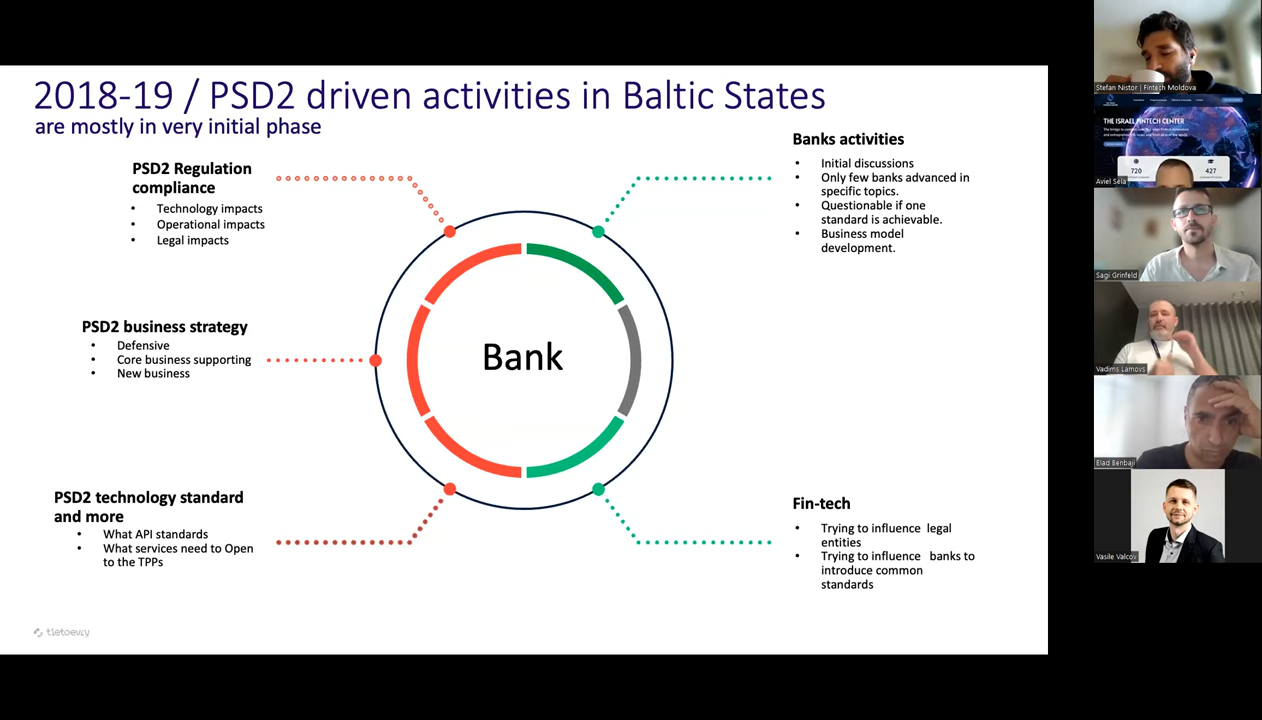 2018-19 / PSD2 driven activities in Baltic States
are mostly in very initial phase
PSD2 Regulation
compliance
• Technology impacts
• Operational impacts
• Legal impacts
PSD2 business strategy
• Defensive
• Core business supporting
• New business
PSD2 technology standard
and more
• What API standards
• What services need to Open
to the TPPs
Bank
Banks activities
• Initial discussions
• Only few banks advanced in
specific topics.
• Questionable if one
standard is achievable.
• Business model
development.
Fin-tech
• Trying to influence legal
entities
• Trying to influence banks to
introduce common
standards
tietoevry
Stefan Nistor | Fintech Moldova
THE ISRAEL FINTECH CENTER
720
427
Aviel Sela
Sagi Grinfeld
Vadims Lamovs
Elad Benbaji
Vasile Valcov